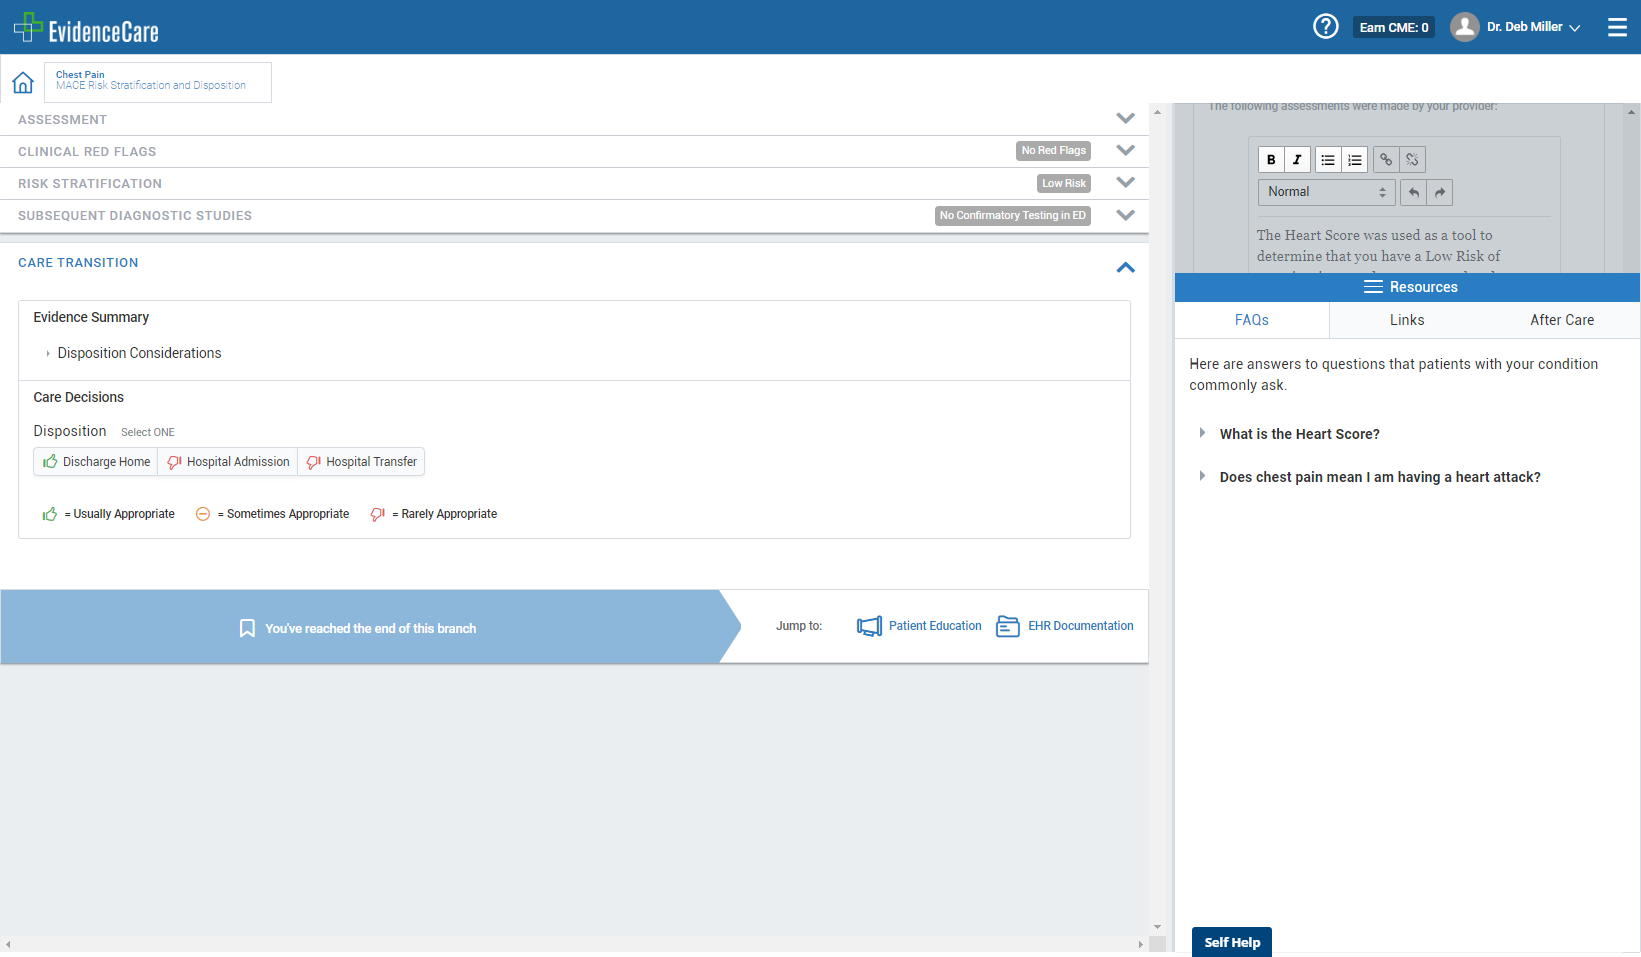 EvidenceCare
Earn CME: 0
Dr. Deb Miller
Chest Pain
MACE Risk Stratification and Disposition
ASSESSMENT
CLINICAL RED FLAGS
No Red Flags
RISK STRATIFICATION
Low Risk
SUBSEQUENT DIAGNOSTIC STUDIES
No Confirmatory Testing in ED
CARE TRANSITION
Evidence Summary
Disposition Considerations
Care Decisions
Disposition Select ONE
Discharge Home Hospital Admission Hospital Transfer
= Usually Appropriate = Sometimes Appropriate = Rarely Appropriate
You've reached the end of this branch
Jump to: Patient Education EHR Documentation
The following assessments were made by your provider:
B I
Normal
The Heart Score was used as a tool to
determine that you have a Low Risk of
Resources
FAQs Links After Care
Here are answers to questions that patients with your condition
commonly ask.
What is the Heart Score?
Does chest pain mean I am having a heart attack?
Self Help